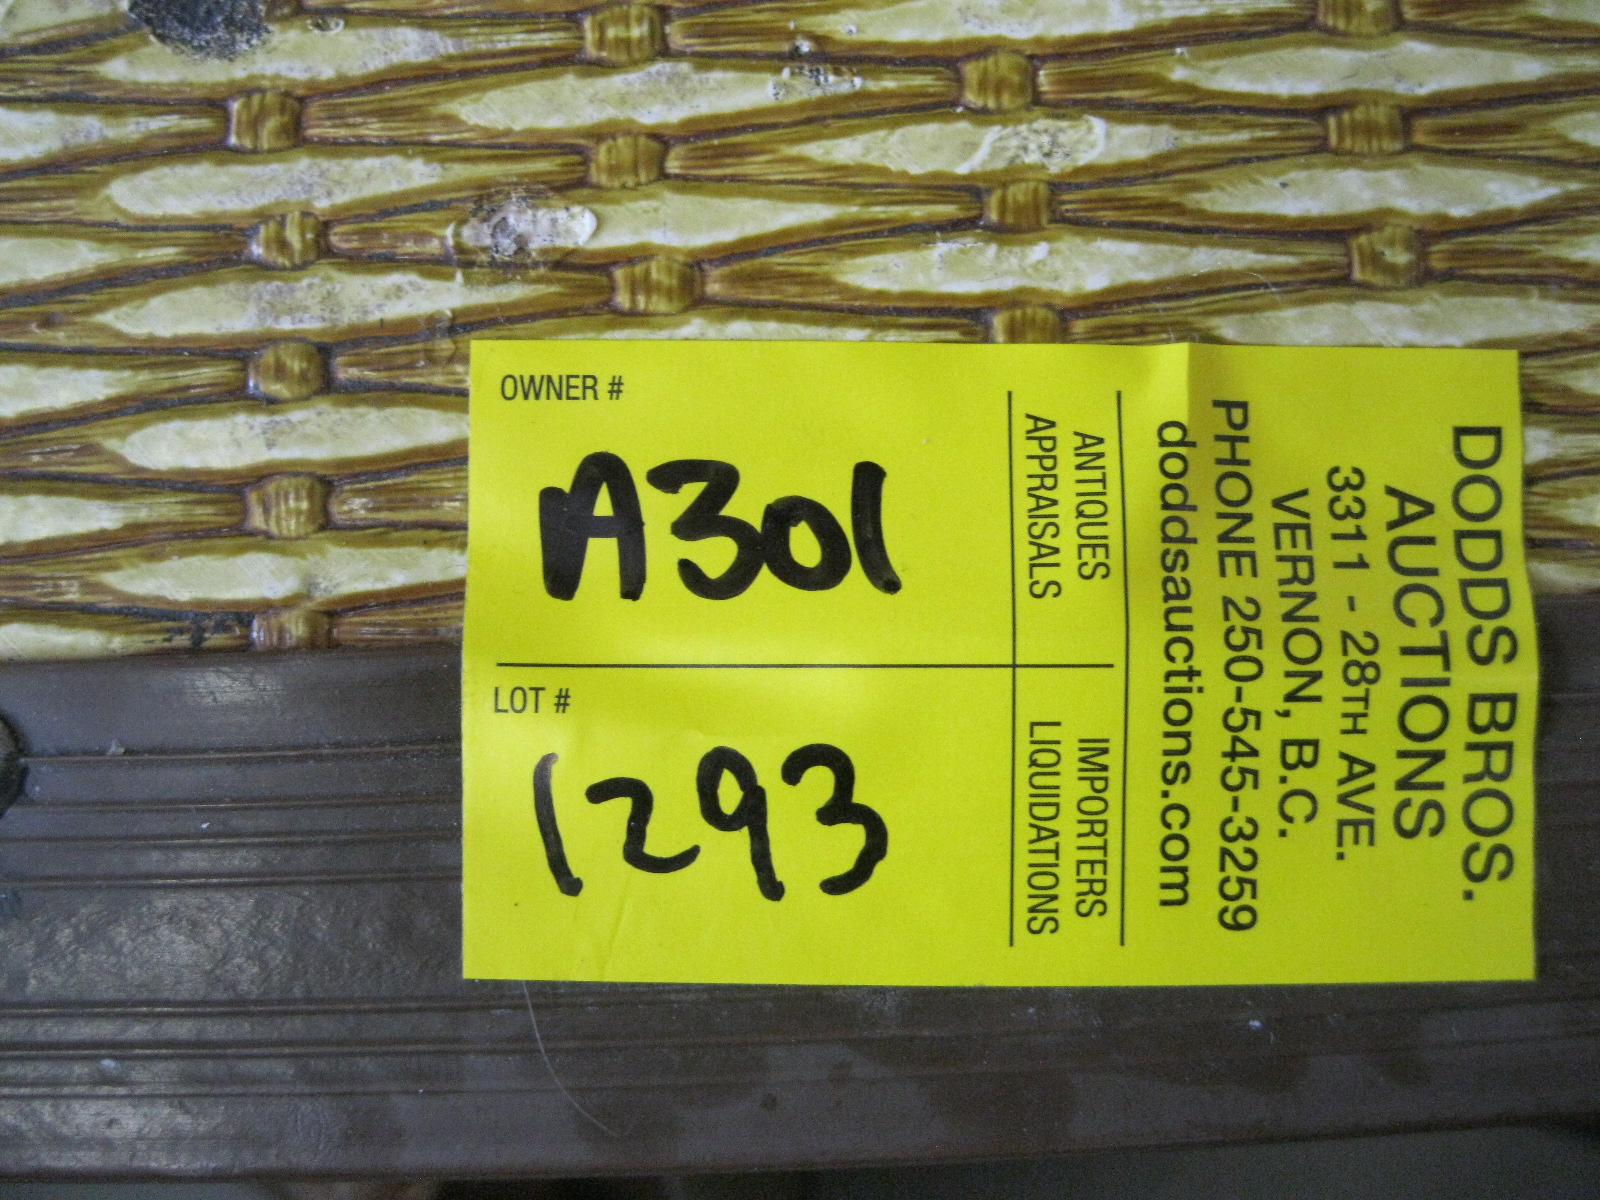 DODDS BROS.
AUCTIONS
3311 - 28TH AVE.
VERNON, B.C.
PHONE 250-545-3259
doddsauctions.com
ANTIQUES
APPRAISALS
IMPORTERS
LIQUIDATIONS
OWNER #
A301
LOT #
1293